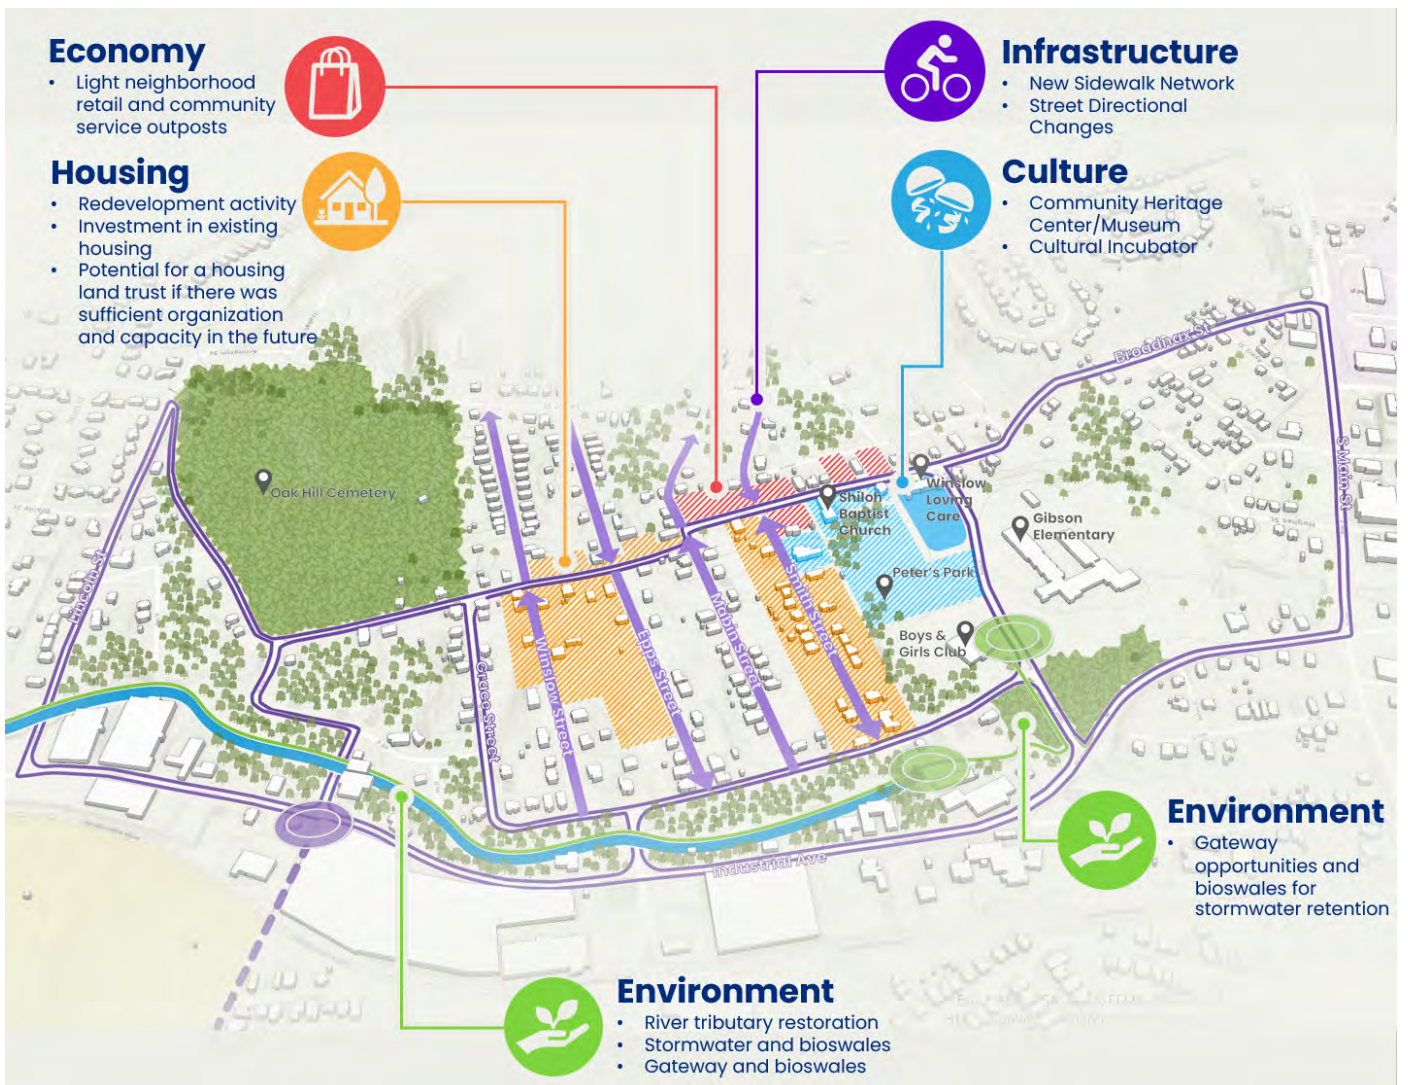 Economy
• Light neighborhood
retail and community
service outposts
Housing
• Redevelopment activity
• Investment in existing
housing
• Potential for a housing
land trust if there was
sufficient organization
and capacity in the future
Infrastructure
• New Sidewalk Network
• Street Directional
Changes
Culture
• Community Heritage
Center/Museum
• Cultural Incubator
Broadnax St
S Main St
Lincoln St
Oak Hill Cemetery
Shiloh
Baptist
Church
Winslow
Loving
Care
Gibson
Elementary
Peter's Park
Boys &
Girls Club
Grace Street
Winslow Street
Epps Street
Mabin Street
Smith Street
Industrial Ave
Environment
• Gateway
opportunities and
bioswales for
stormwater retention
Environment
• River tributary restoration
• Stormwater and bioswales
• Gateway and bioswales